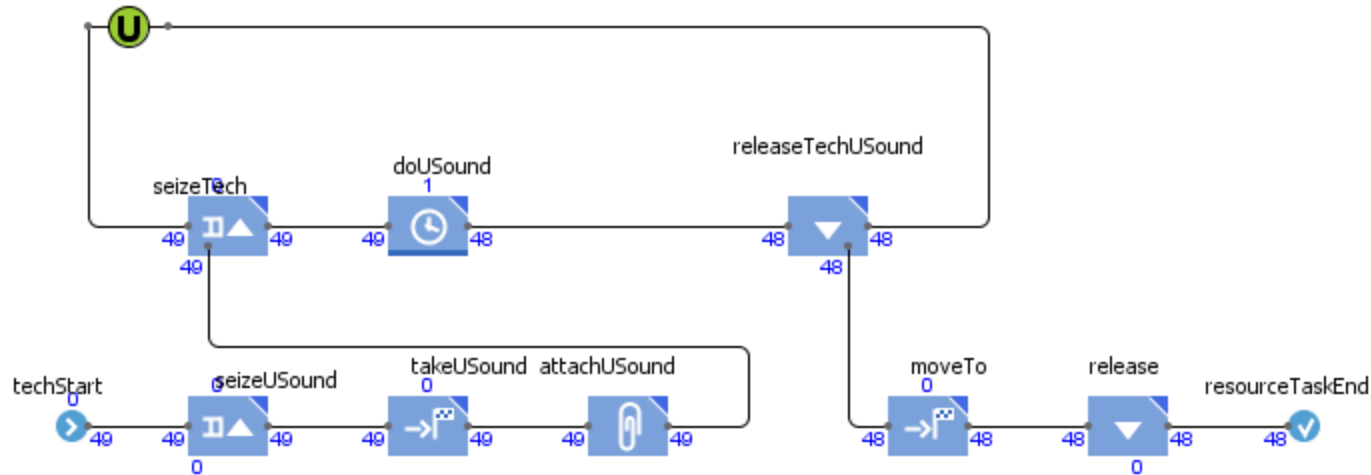 U
releaseTechUSound
doUSound
seizeTech
0
1
49 49 49 48 48 48
49 48
takeUSound attachUSound moveTo release
techStart seizeUSound resourceTaskEnd
0 0 0 0
49 49 49 49 49 49 49 48 48 48 48 48
0 0